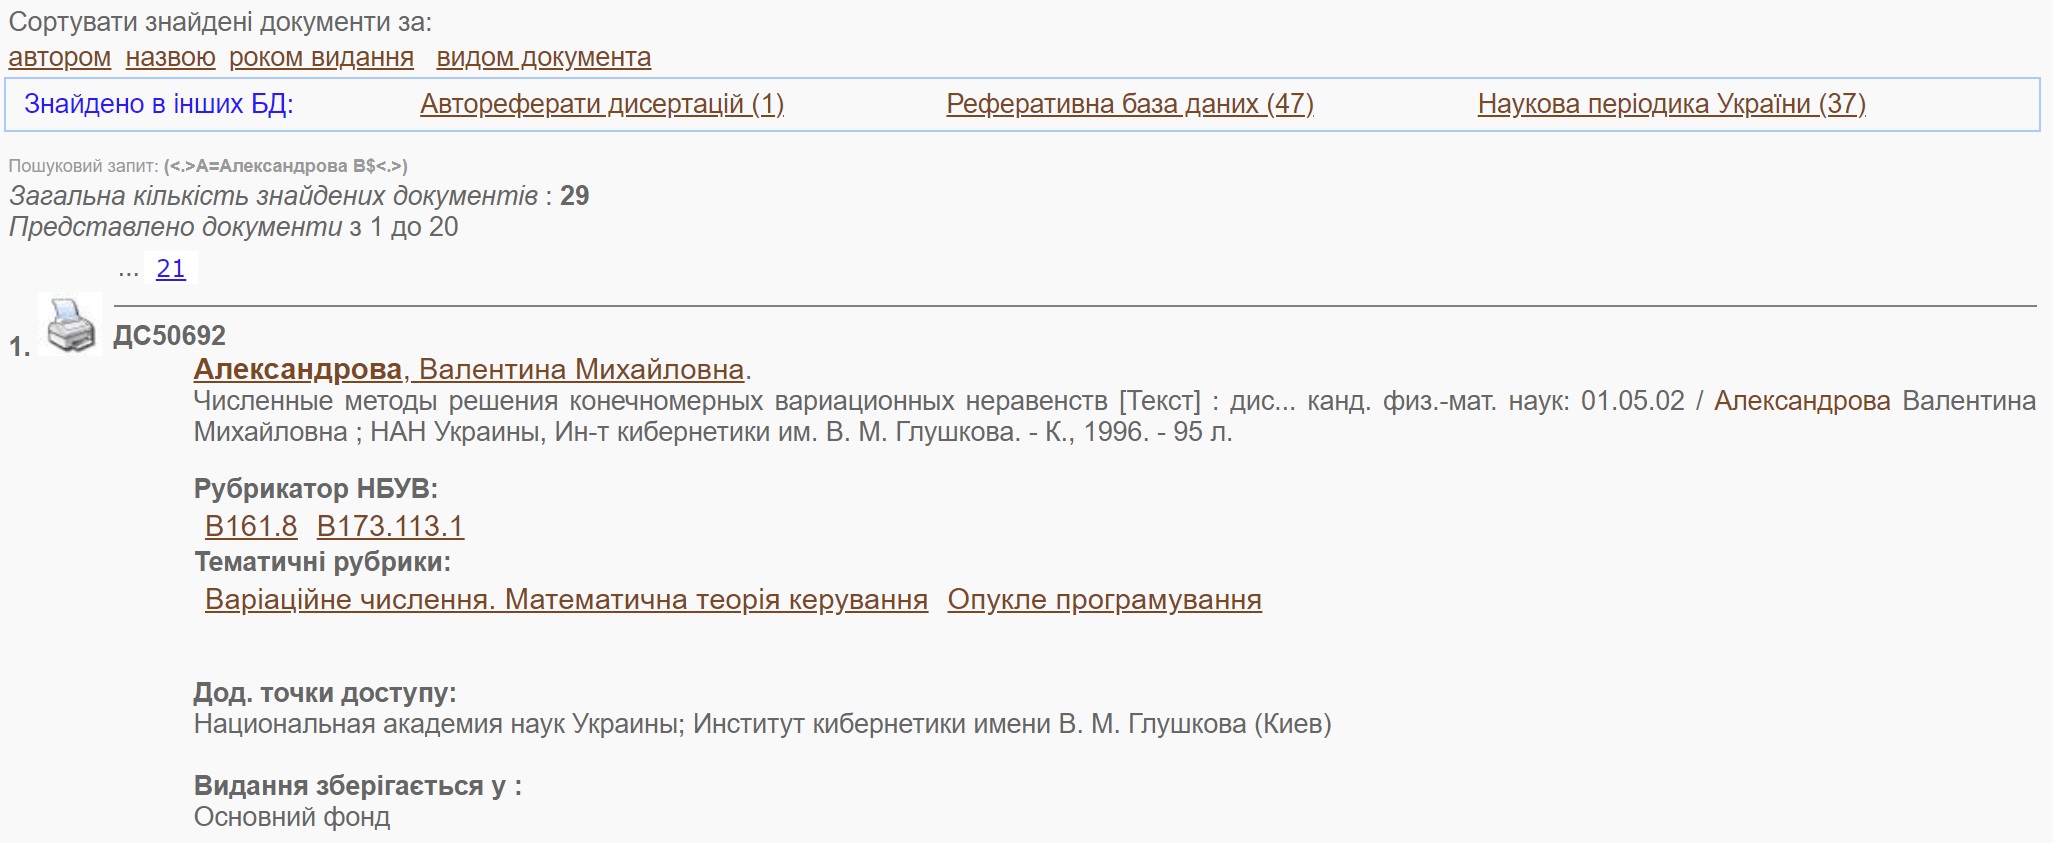 Сортувати знайдені документи за:
автором назвою роком видання видом документа
Знайдено в інших БД: Автореферати дисертацій (1) Реферативна база даних (47) Наукова періодика України (37)
Пошуковий запит: (<.>A=Александрова В$<.>)
Загальна кількість знайдених документів : 29
Представлено документи з 1 до 20
... 21
1. ДС50692
Александрова, Валентина Михайловна.
Численные методы решения конечномерных вариационных неравенств [Текст] : дис... канд. физ.-мат. наук: 01.05.02 / Александрова Валентина
Михайловна ; НАН Украины, Ин-т кибернетики им. В. М. Глушкова. - К., 1996. - 95 л.
Рубрикатор НБУВ:
В161.8 В173.113.1
Тематичні рубрики:
Варіаційне числення. Математична теорія керування Опукле програмування
Дод. точки доступу:
Национальная академия наук Украины; Институт кибернетики имени В. М. Глушкова (Киев)
Видання зберігається у :
Основний фонд